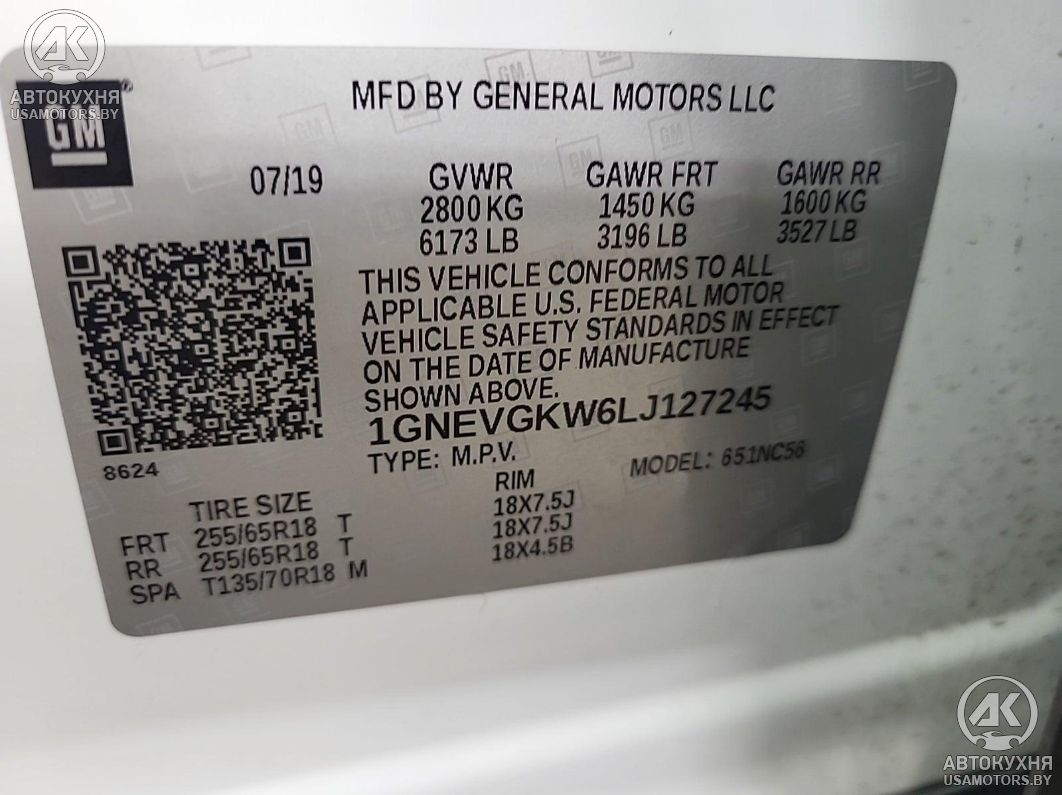 AK
АВТОКУХНЯ
USAMOTORS.BY
GM
MFD BY GENERAL MOTORS LLC
07/19 GVWR GAWR FRT GAWR RR
2800 KG 1450 KG 1600 KG
6173 LB 3196 LB 3527 LB
THIS VEHICLE CONFORMS TO ALL
APPLICABLE U.S. FEDERAL MOTOR
VEHICLE SAFETY STANDARDS IN EFFECT
ON THE DATE OF MANUFACTURE
SHOWN ABOVE.
1GNEVGKW6LJ127245
8624
TYPE: M.P.V. MODEL: 651NC56
TIRE SIZE RIM
FRT 255/65R18 T 18X7.5J
RR 255/65R18 T 18X7.5J
SPA T135/70R18 M 18X4.5B
AK
АВТОКУХНЯ
USAMOTORS.BY